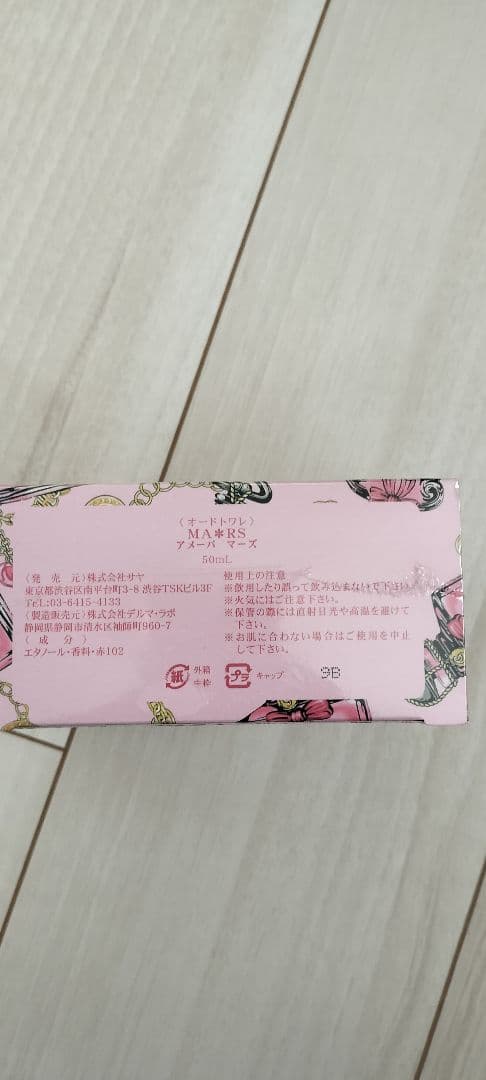 〈オードトワレ〉
MA＊RS
アメーバ マーズ
50mL
〈発 売 元〉株式会社サヤ
東京都渋谷区南平台町3-8 渋谷TSKビル3F
TeL:03-6415-4133
〈製造販売元〉株式会社デルマ・ラボ
静岡県静岡市清水区袖師町960-7
〈 成 分 〉
エタノール・香料・赤102
使用上の注意
※飲用したり誤って飲み込まないで下さい。
※火気にはご注意下さい。
※保管の際には直射日光や高温を避けて
下さい。
※お肌に合わない場合はご使用を中止
して下さい。
紙 外箱
中枠
プラ キャップ
9B